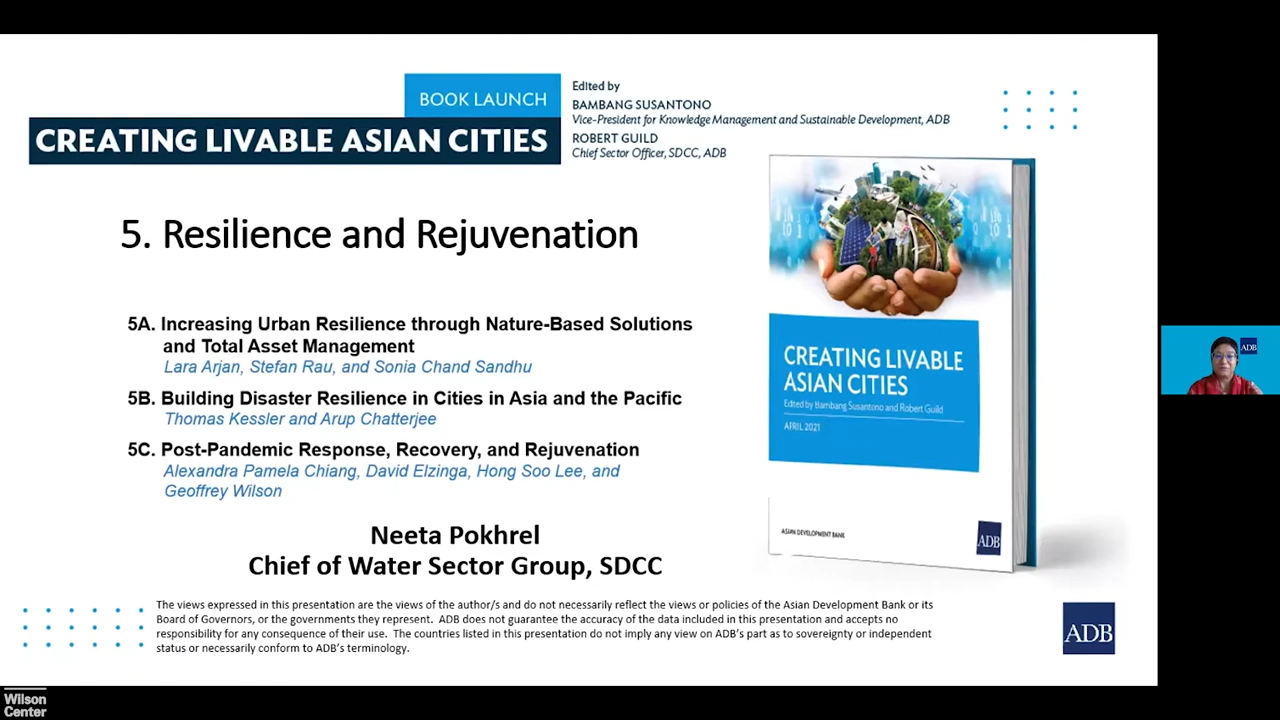 BOOK LAUNCH
CREATING LIVABLE ASIAN CITIES
Edited by
BAMBANG SUSANTONO
Vice-President for Knowledge Management and Sustainable Development, ADB
ROBERT GUILD
Chief Sector Officer, SDCC, ADB
5. Resilience and Rejuvenation
5A. Increasing Urban Resilience through Nature-Based Solutions
and Total Asset Management
Lara Arjan, Stefan Rau, and Sonia Chand Sandhu
5B. Building Disaster Resilience in Cities in Asia and the Pacific
Thomas Kessler and Arup Chatterjee
5C. Post-Pandemic Response, Recovery, and Rejuvenation
Alexandra Pamela Chiang, David Elzinga, Hong Soo Lee, and
Geoffrey Wilson
Neeta Pokhrel
Chief of Water Sector Group, SDCC
The views expressed in this presentation are the views of the author/s and do not necessarily reflect the views or policies of the Asian Development Bank or its
Board of Governors, or the governments they represent. ADB does not guarantee the accuracy of the data included in this presentation and accepts no
responsibility for any consequence of their use. The countries listed in this presentation do not imply any view on ADB's part as to sovereignty or independent
status or necessarily conform to ADB's terminology.
CREATING LIVABLE
ASIAN CITIES
Edited by Bambang Susantono and Robert Guild
APRIL 2021
ASIAN DEVELOPMENT BANK
ADB
ADB
ADB
Wilson
Center